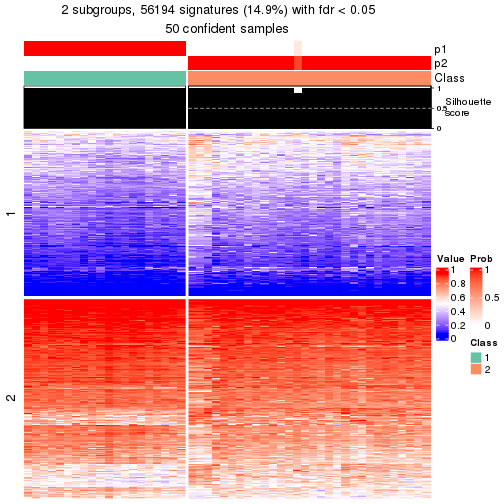 2 subgroups, 56194 signatures (14.9%) with fdr < 0.05
50 confident samples
p1
p2
Class
1
0.5
0
Silhouette
score
1
2
Value
1
0.8
0.6
0.4
0.2
0
Prob
1
0.5
0
Class
1
2